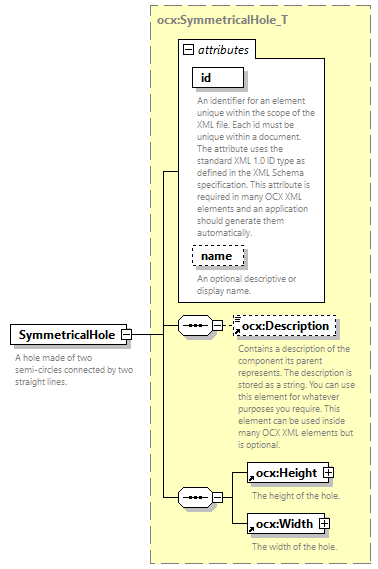 ocx:SymmetricalHole_T
attributes
id
An identifier for an element
unique within the scope of the
XML file. Each id must be
unique within a document.
The attribute uses the
standard XML 1.0 ID type as
defined in the XML Schema
specification. This attribute is
required in many OCX XML
elements and an application
should generate them
automatically.
name
An optional descriptive or
display name.
SymmetricalHole
A hole made of two
semi-circles connected by two
straight lines.
ocx:Description
Contains a description of the
component its parent
represents. The description is
stored as a string. You can use
this element for whatever
purposes you require. This
element can be used inside
many OCX XML elements but
is optional.
ocx:Height
The height of the hole.
ocx:Width
The width of the hole.